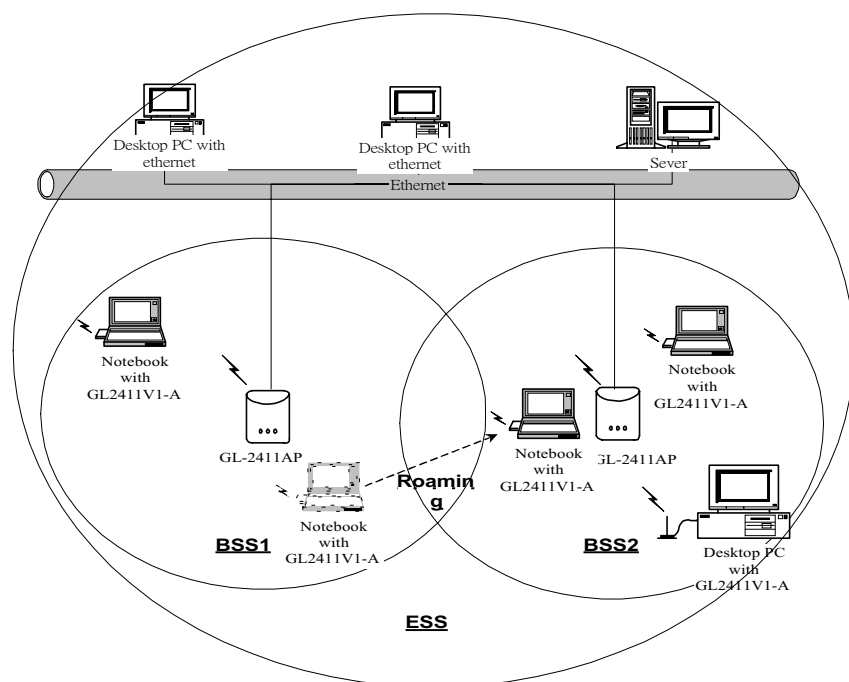 Desktop PC with
ethernet
Desktop PC with
ethernet
Sever
Ethernet
Notebook
with
GL2411V1-A
GL-2411AP
Notebook
with
GL2411V1-A
BSS1
Roamin
g
Notebook
with
GL2411V1-A
GL-2411AP
Notebook
with
GL2411V1-A
BSS2
Desktop PC
with
GL2411V1-A
ESS